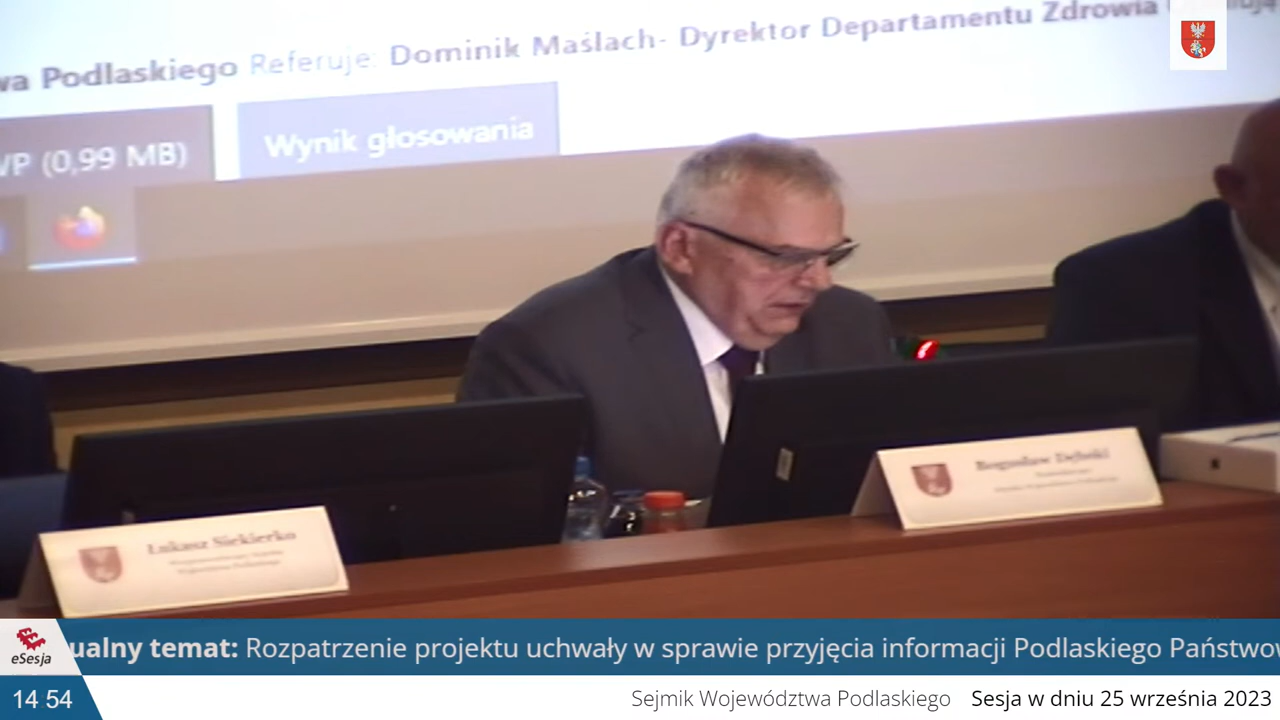 wa Podlaskiego Referuje: Dominik Maślach- Dyrektor Departamentu Zdrowia
WP (0,99 MB)
Wynik głosowania
Bogusław Dębski
Łukasz Siekierko
ualny temat: Rozpatrzenie projektu uchwały w sprawie przyjęcia informacji Podlaskiego Państwow
eSesja
14 54
Sejmik Województwa Podlaskiego Sesja w dniu 25 września 2023